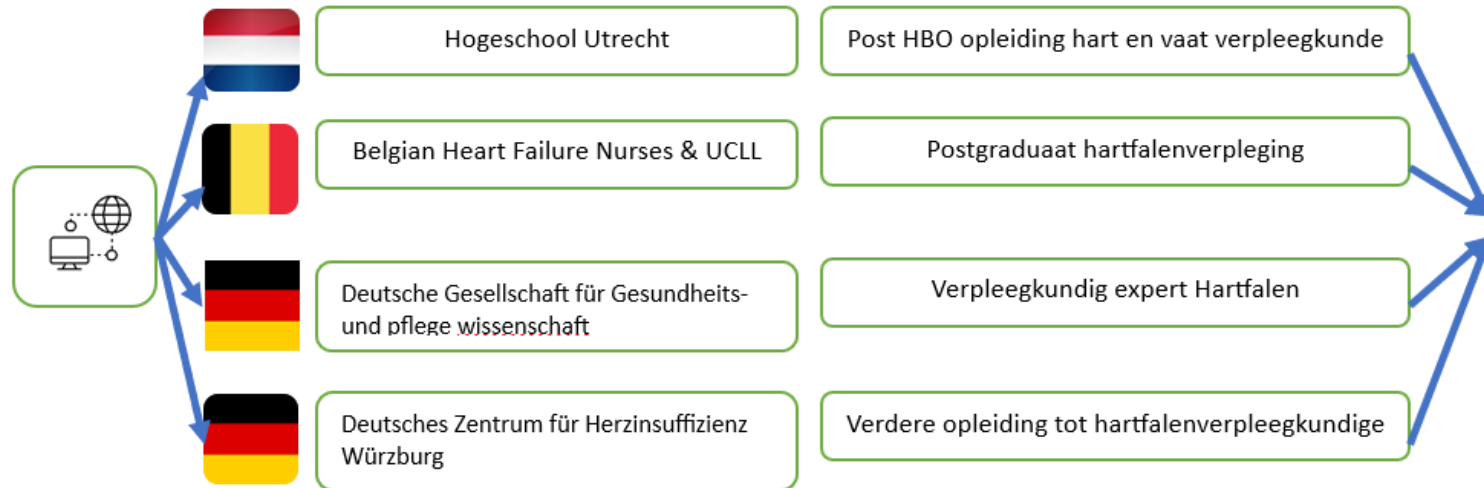 Hogeschool Utrecht
Post HBO opleiding hart en vaat verpleegkunde
Belgian Heart Failure Nurses & UCLL
Postgraduaat hartfalenverpleging
Deutsche Gesellschaft für Gesundheits-
und pflege wissenschaft
Verpleegkundig expert Hartfalen
Deutsches Zentrum für Herzinsuffizienz
Würzburg
Verdere opleiding tot hartfalenverpleegkundige